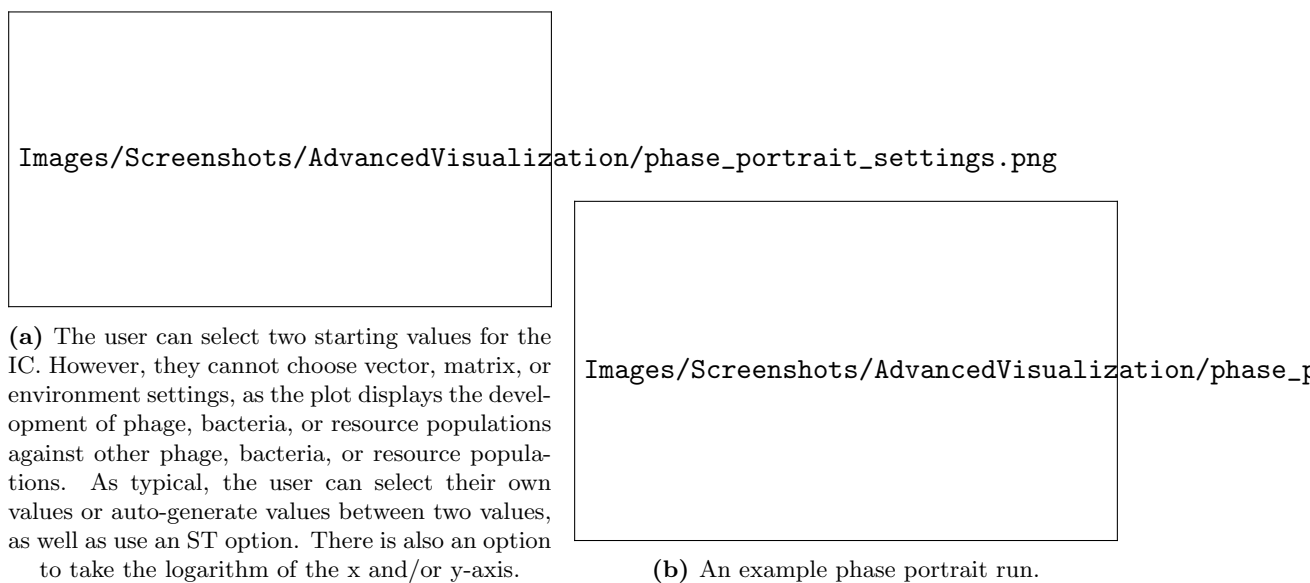 Images/Screenshots/AdvancedVisualization/phase_portrait_settings.png
(a) The user can select two starting values for the
IC. However, they cannot choose vector, matrix, or
environment settings, as the plot displays the devel-
opment of phage, bacteria, or resource populations
against other phage, bacteria, or resource popula-
tions. As typical, the user can select their own
values or auto-generate values between two values,
as well as use an ST option. There is also an option
to take the logarithm of the x and/or y-axis.
Images/Screenshots/AdvancedVisualization/phase_p
(b) An example phase portrait run.